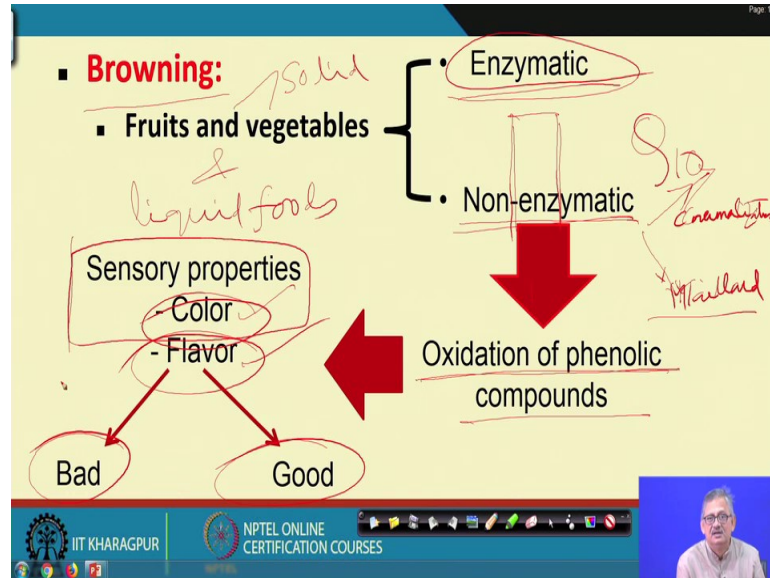 Page: 1
Browning:
solid
Fruits and vegetables
&
liquid foods
Enzymatic
Non-enzymatic
Maillard
Sensory properties
- Color
- Flavor
Oxidation of phenolic
compounds
Bad
Good
IIT KHARAGPUR
NPTEL ONLINE
CERTIFICATION COURSES